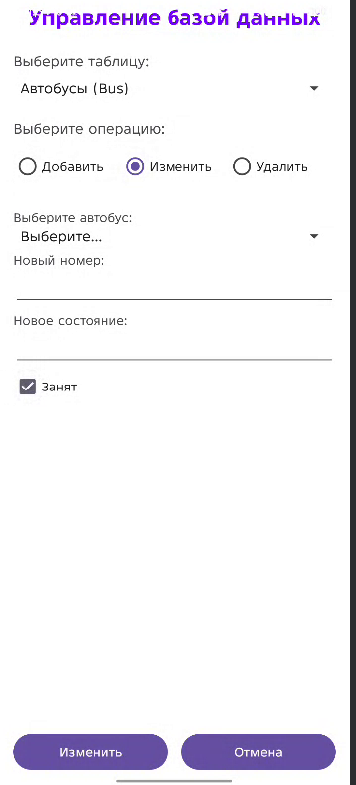 Управление базой данных
Выберите таблицу:
Автобусы (Bus)
Выберите операцию:
Добавить Изменить Удалить
Выберите автобус:
Выберите...
Новый номер:
Новое состояние:
Занят
Изменить Отмена